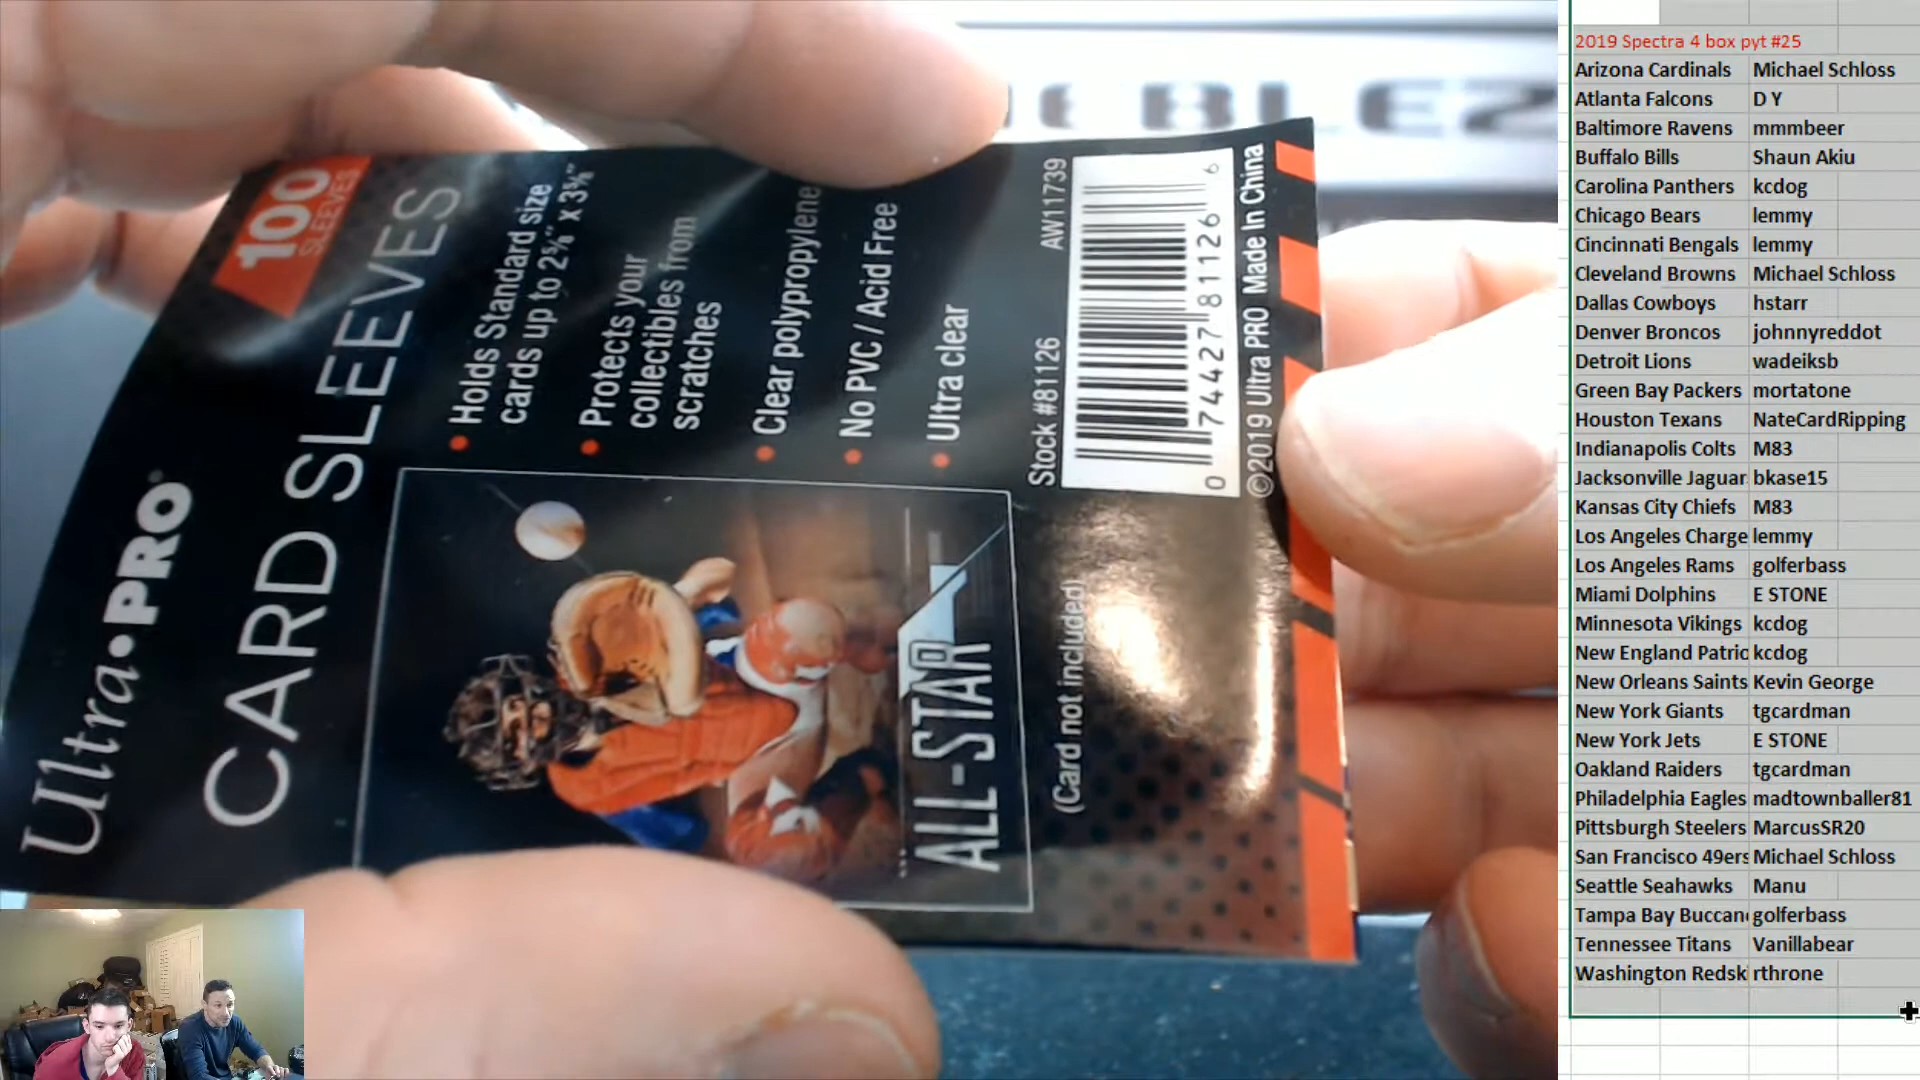 Ultra•PRO
100
SLEEVES
CARD SLEEVES
• Holds Standard size
cards up to 2⅝" x 3⅝"
• Protects your
collectibles from
scratches
• Clear polypropylene
• No PVC / Acid Free
• Ultra clear
ALL-STAR
(Card not included)
Stock #81126
AW11739
0 74427 81126 6
©2019 Ultra PRO Made In China
2019 Spectra 4 box pyt #25
Arizona Cardinals Michael Schloss
Atlanta Falcons D Y
Baltimore Ravens mmmbeer
Buffalo Bills Shaun Akiu
Carolina Panthers kcdog
Chicago Bears lemmy
Cincinnati Bengals lemmy
Cleveland Browns Michael Schloss
Dallas Cowboys hstarr
Denver Broncos johnnyreddot
Detroit Lions wadeiksb
Green Bay Packers mortatone
Houston Texans NateCardRipping
Indianapolis Colts M83
Jacksonville Jaguar bkase15
Kansas City Chiefs M83
Los Angeles Charge lemmy
Los Angeles Rams golferbass
Miami Dolphins E STONE
Minnesota Vikings kcdog
New England Patrio kcdog
New Orleans Saints Kevin George
New York Giants tgcardman
New York Jets E STONE
Oakland Raiders tgcardman
Philadelphia Eagles madtownballer81
Pittsburgh Steelers MarcusSR20
San Francisco 49ers Michael Schloss
Seattle Seahawks Manu
Tampa Bay Buccan golferbass
Tennessee Titans Vanillabear
Washington Redski rthrone